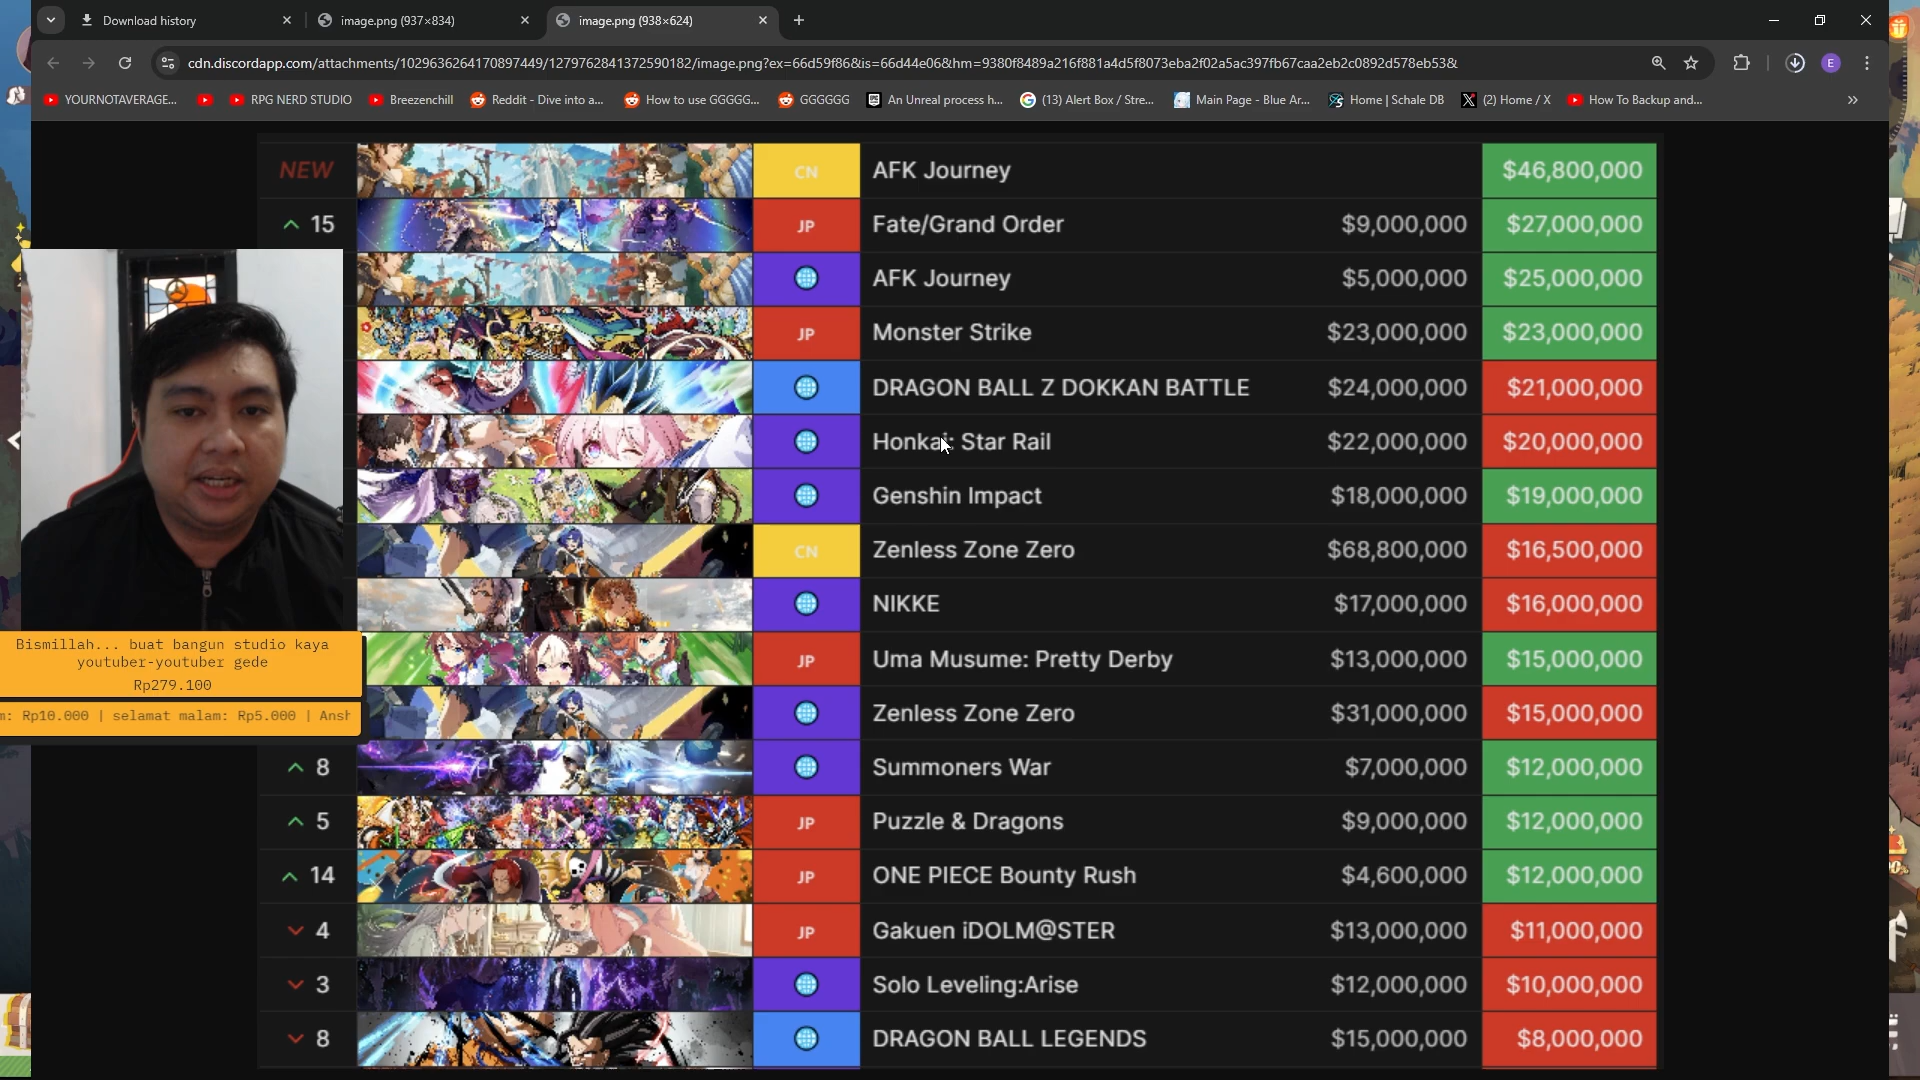 Download history
image.png (937×834)
image.png (938×624)
cdn.discordapp.com/attachments/1029636264170897449/1279762841372590182/image.png?ex=66d59f86&is=66d44e06&hm=9380f8489a216f881a4d5f8073eba2f02a5ac397fb67caa2eb2c0892d578eb53&
E
YOURNOTAVERAGE...
RPG NERD STUDIO
Breezenchill
Reddit - Dive into a...
How to use GGGGG...
GGGGGG
An Unreal process h...
(13) Alert Box / Stre...
Main Page - Blue Ar...
Home | Schale DB
(2) Home / X
How To Backup and...
NEW CN AFK Journey $46,800,000
15 JP Fate/Grand Order $9,000,000 $27,000,000
AFK Journey $5,000,000 $25,000,000
JP Monster Strike $23,000,000 $23,000,000
DRAGON BALL Z DOKKAN BATTLE $24,000,000 $21,000,000
Honkai: Star Rail $22,000,000 $20,000,000
Genshin Impact $18,000,000 $19,000,000
CN Zenless Zone Zero $68,800,000 $16,500,000
NIKKE $17,000,000 $16,000,000
JP Uma Musume: Pretty Derby $13,000,000 $15,000,000
Zenless Zone Zero $31,000,000 $15,000,000
8 Summoners War $7,000,000 $12,000,000
5 JP Puzzle & Dragons $9,000,000 $12,000,000
14 JP ONE PIECE Bounty Rush $4,600,000 $12,000,000
4 JP Gakuen iDOLM@STER $13,000,000 $11,000,000
3 Solo Leveling:Arise $12,000,000 $10,000,000
8 DRAGON BALL LEGENDS $15,000,000 $8,000,000
Bismillah... buat bangun studio kaya
youtuber-youtuber gede
Rp279.100
m: Rp10.000 | selamat malam: Rp5.000 | Ansh